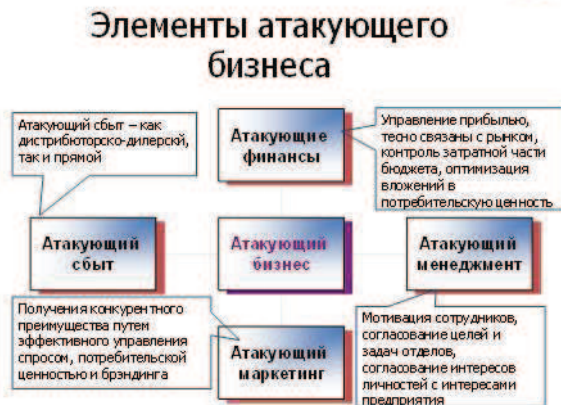 Элементы атакующего
бизнеса
Атакующий сбыт – как
дистрибюторско-дилерскй,
так и прямой
Атакующие
финансы
Управление прибылью,
тесно связаны с рынком,
контроль затратной части
бюджета, оптимизация
вложений в
потребительскую ценность
Атакующий
сбыт
Атакующий
бизнес
Атакующий
менеджмент
Получения конкурентного
преимущества путем
эффективного управления
спросом, потребительской
ценностью и брэндинга
Атакующий
маркетинг
Мотивация сотрудников,
согласование целей и
задач отделов,
согласование интересов
личностей с интересами
предприятия